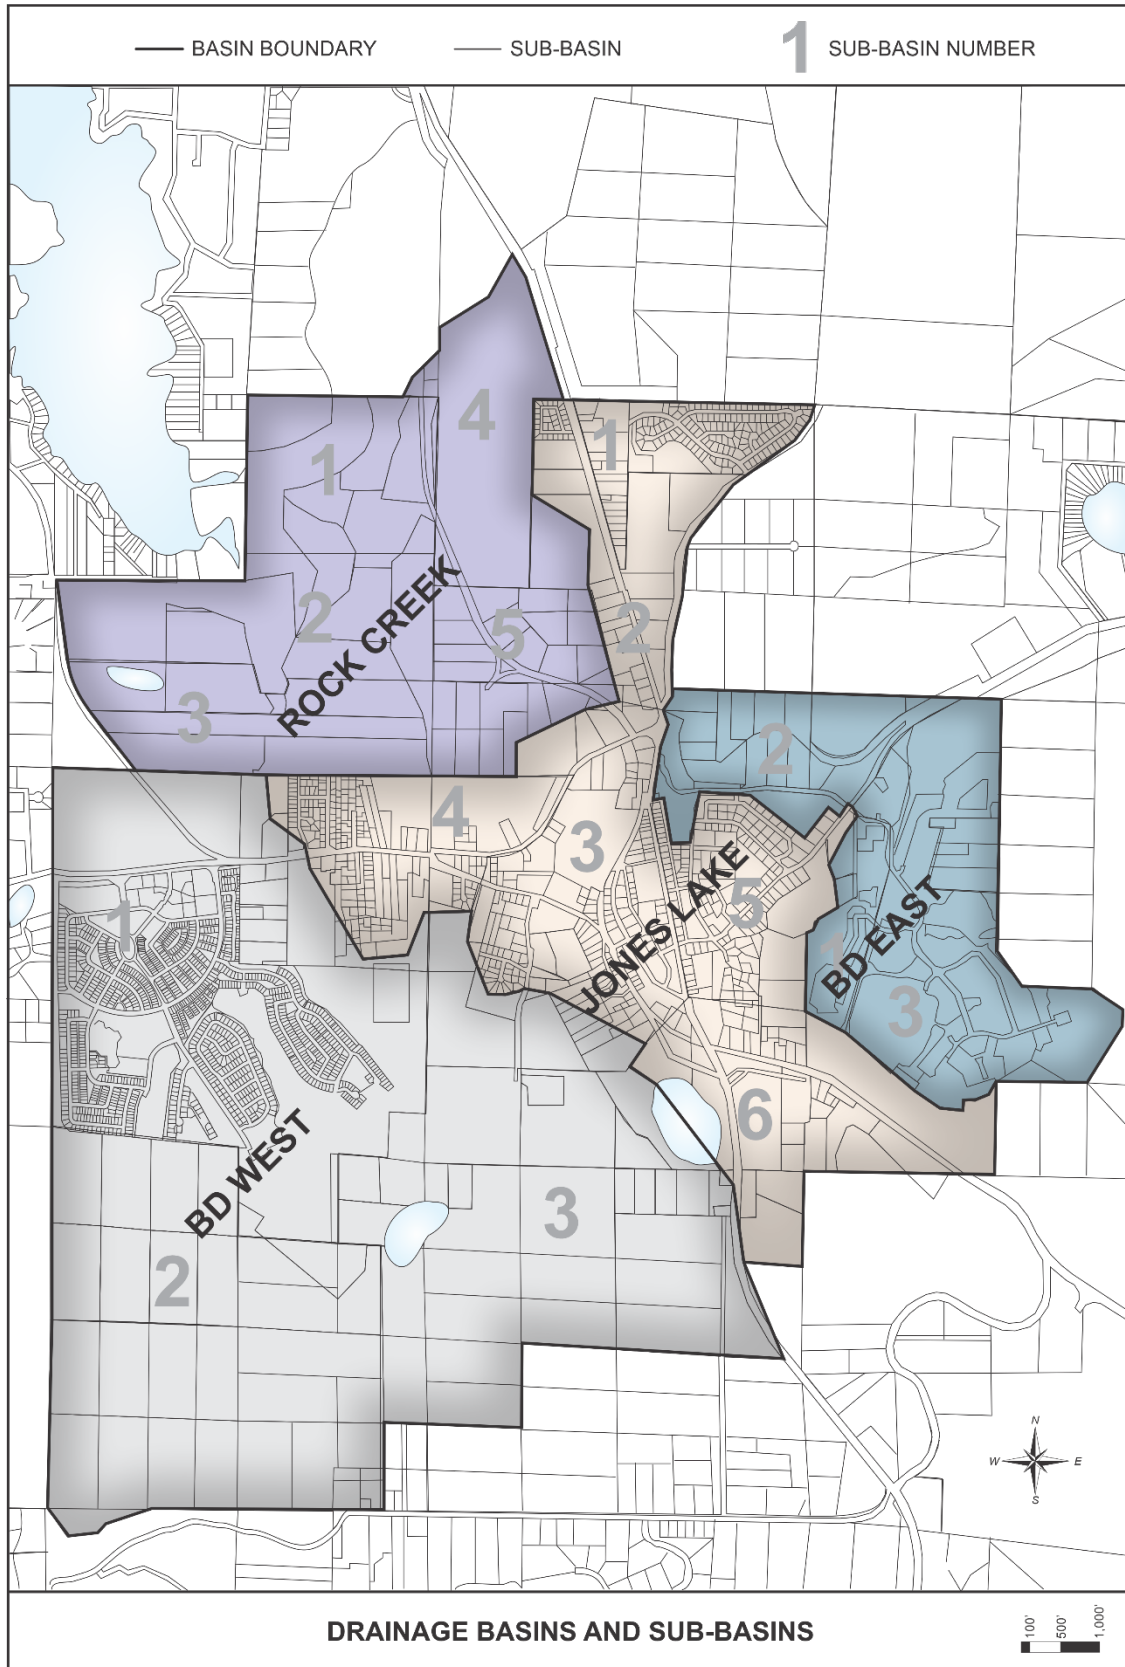 BASIN BOUNDARY
SUB-BASIN
1 SUB-BASIN NUMBER
4
1
1
2
ROCK CREEK
5
2
3
2
4
3
JONES LAKE
5
1
BD EAST
3
1
6
BD WEST
3
2
N
W E
S
DRAINAGE BASINS AND SUB-BASINS
100'
500'
1,000'